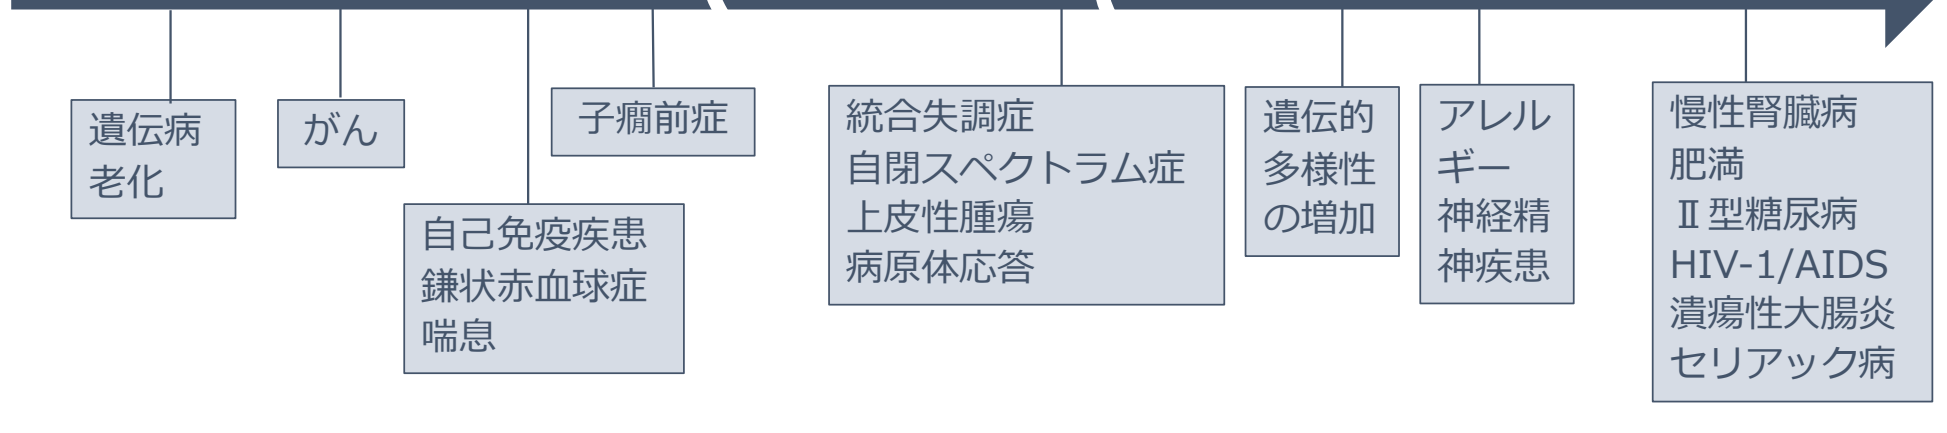 遺伝病
老化
がん
自己免疫疾患
鎌状赤血球症
喘息
子癇前症
統合失調症
自閉スペクトラム症
上皮性腫瘍
病原体応答
遺伝的
多様性
の増加
アレル
ギー
神経精
神疾患
慢性腎臓病
肥満
Ⅱ型糖尿病
HIV-1/AIDS
潰瘍性大腸炎
セリアック病